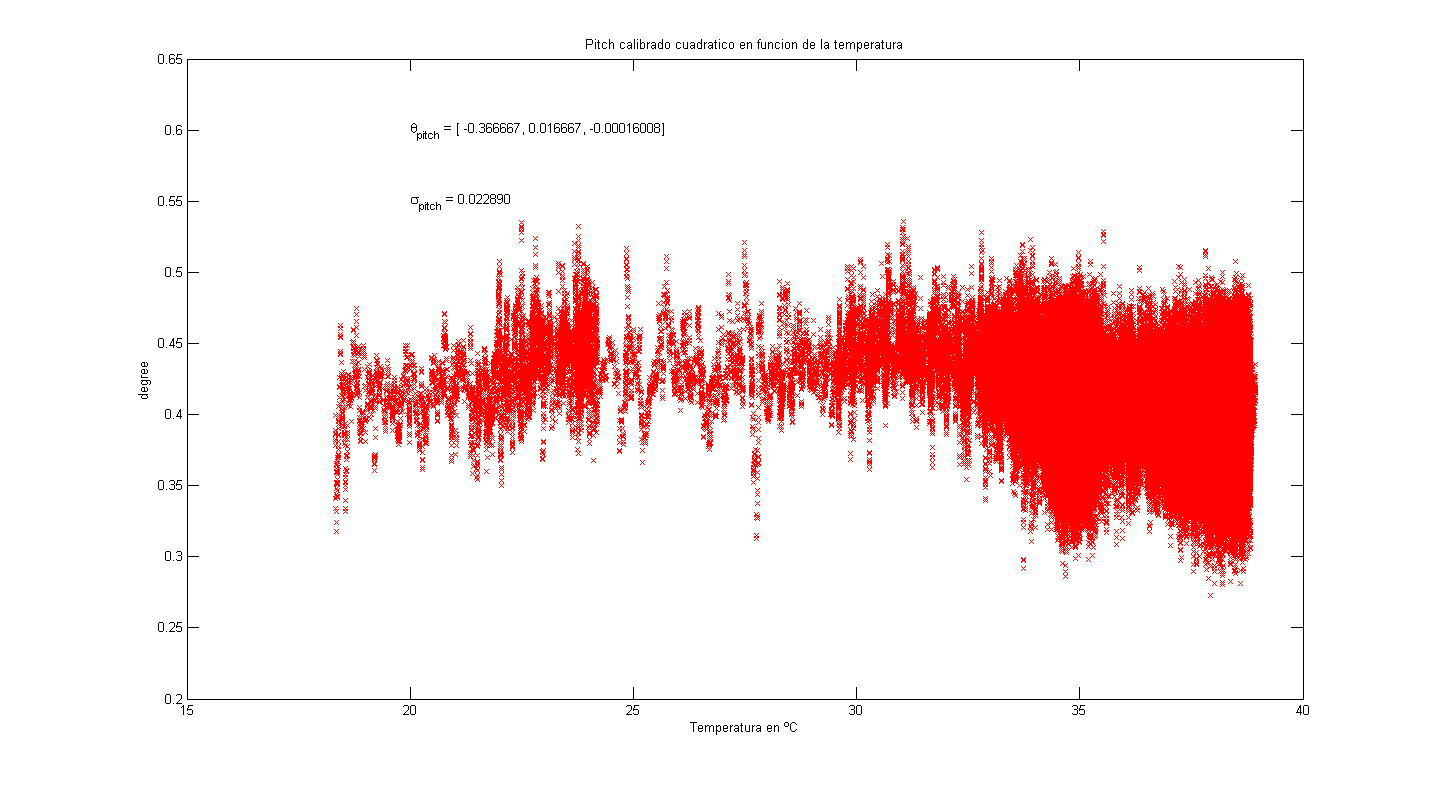 Pitch calibrado cuadratico en funcion de la temperatura
0.65
0.6
θpitch = [ -0.366667, 0.016667, -0.00016008]
0.55
σpitch = 0.022890
0.5
0.45
degree
0.4
0.35
0.3
0.25
0.2
15 20 25 30 35 40
Temperatura en ºC